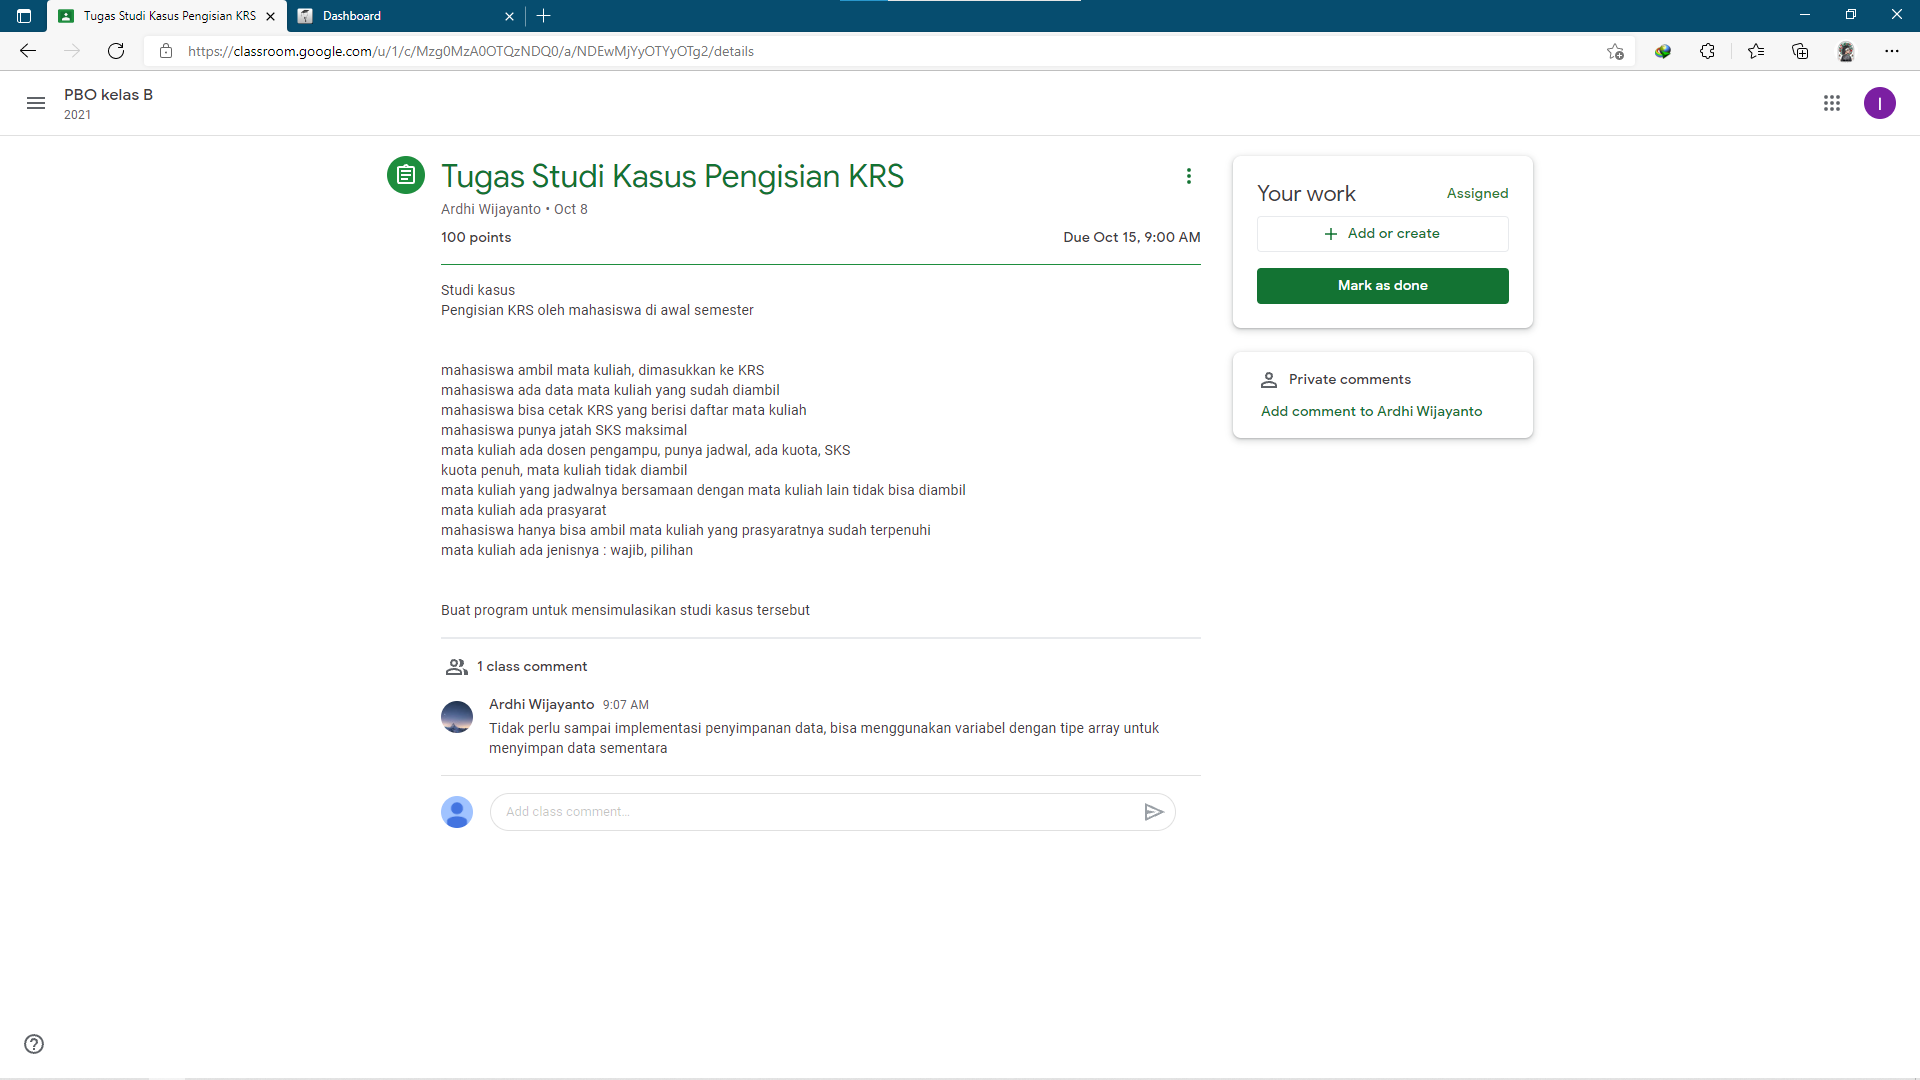 Tugas Studi Kasus Pengisian KRS
Dashboard
https://classroom.google.com/u/1/c/Mzg0MzA0OTQzNDQ0/a/NDEwMjYyOTYyOTg2/details
PBO kelas B
2021
I
Tugas Studi Kasus Pengisian KRS
Ardhi Wijayanto • Oct 8
100 points
Due Oct 15, 9:00 AM
Studi kasus
Pengisian KRS oleh mahasiswa di awal semester
mahasiswa ambil mata kuliah, dimasukkan ke KRS
mahasiswa ada data mata kuliah yang sudah diambil
mahasiswa bisa cetak KRS yang berisi daftar mata kuliah
mahasiswa punya jatah SKS maksimal
mata kuliah ada dosen pengampu, punya jadwal, ada kuota, SKS
kuota penuh, mata kuliah tidak diambil
mata kuliah yang jadwalnya bersamaan dengan mata kuliah lain tidak bisa diambil
mata kuliah ada prasyarat
mahasiswa hanya bisa ambil mata kuliah yang prasyaratnya sudah terpenuhi
mata kuliah ada jenisnya : wajib, pilihan
Buat program untuk mensimulasikan studi kasus tersebut
1 class comment
Ardhi Wijayanto 9:07 AM
Tidak perlu sampai implementasi penyimpanan data, bisa menggunakan variabel dengan tipe array untuk
menyimpan data sementara
Add class comment...
Your work
Assigned
+ Add or create
Mark as done
Private comments
Add comment to Ardhi Wijayanto